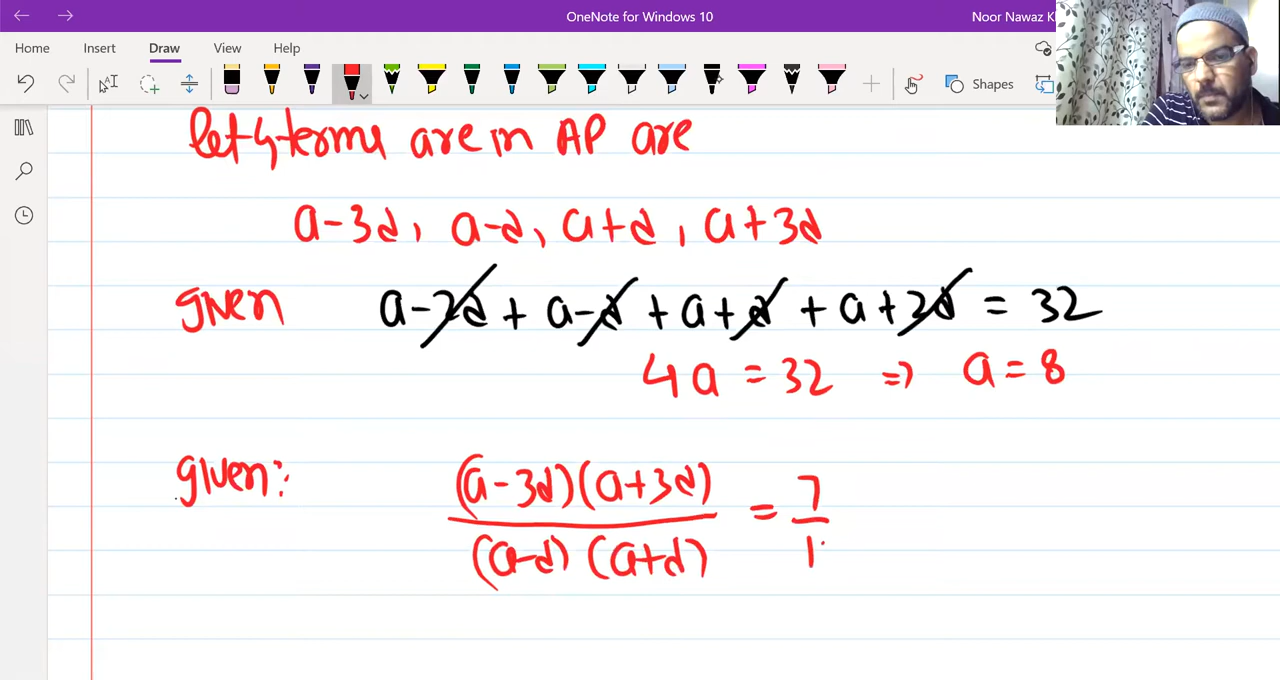 OneNote for Windows 10
Noor Nawaz K
Home Insert Draw View Help
Shapes
let 4 terms are in AP are
a-3d, a-d, a+d, a+3d
given a-3d + a-d + a+d + a+3d = 32
4a = 32 => a = 8
given: (a-3d)(a+3d) / (a-d)(a+d) = 7/1